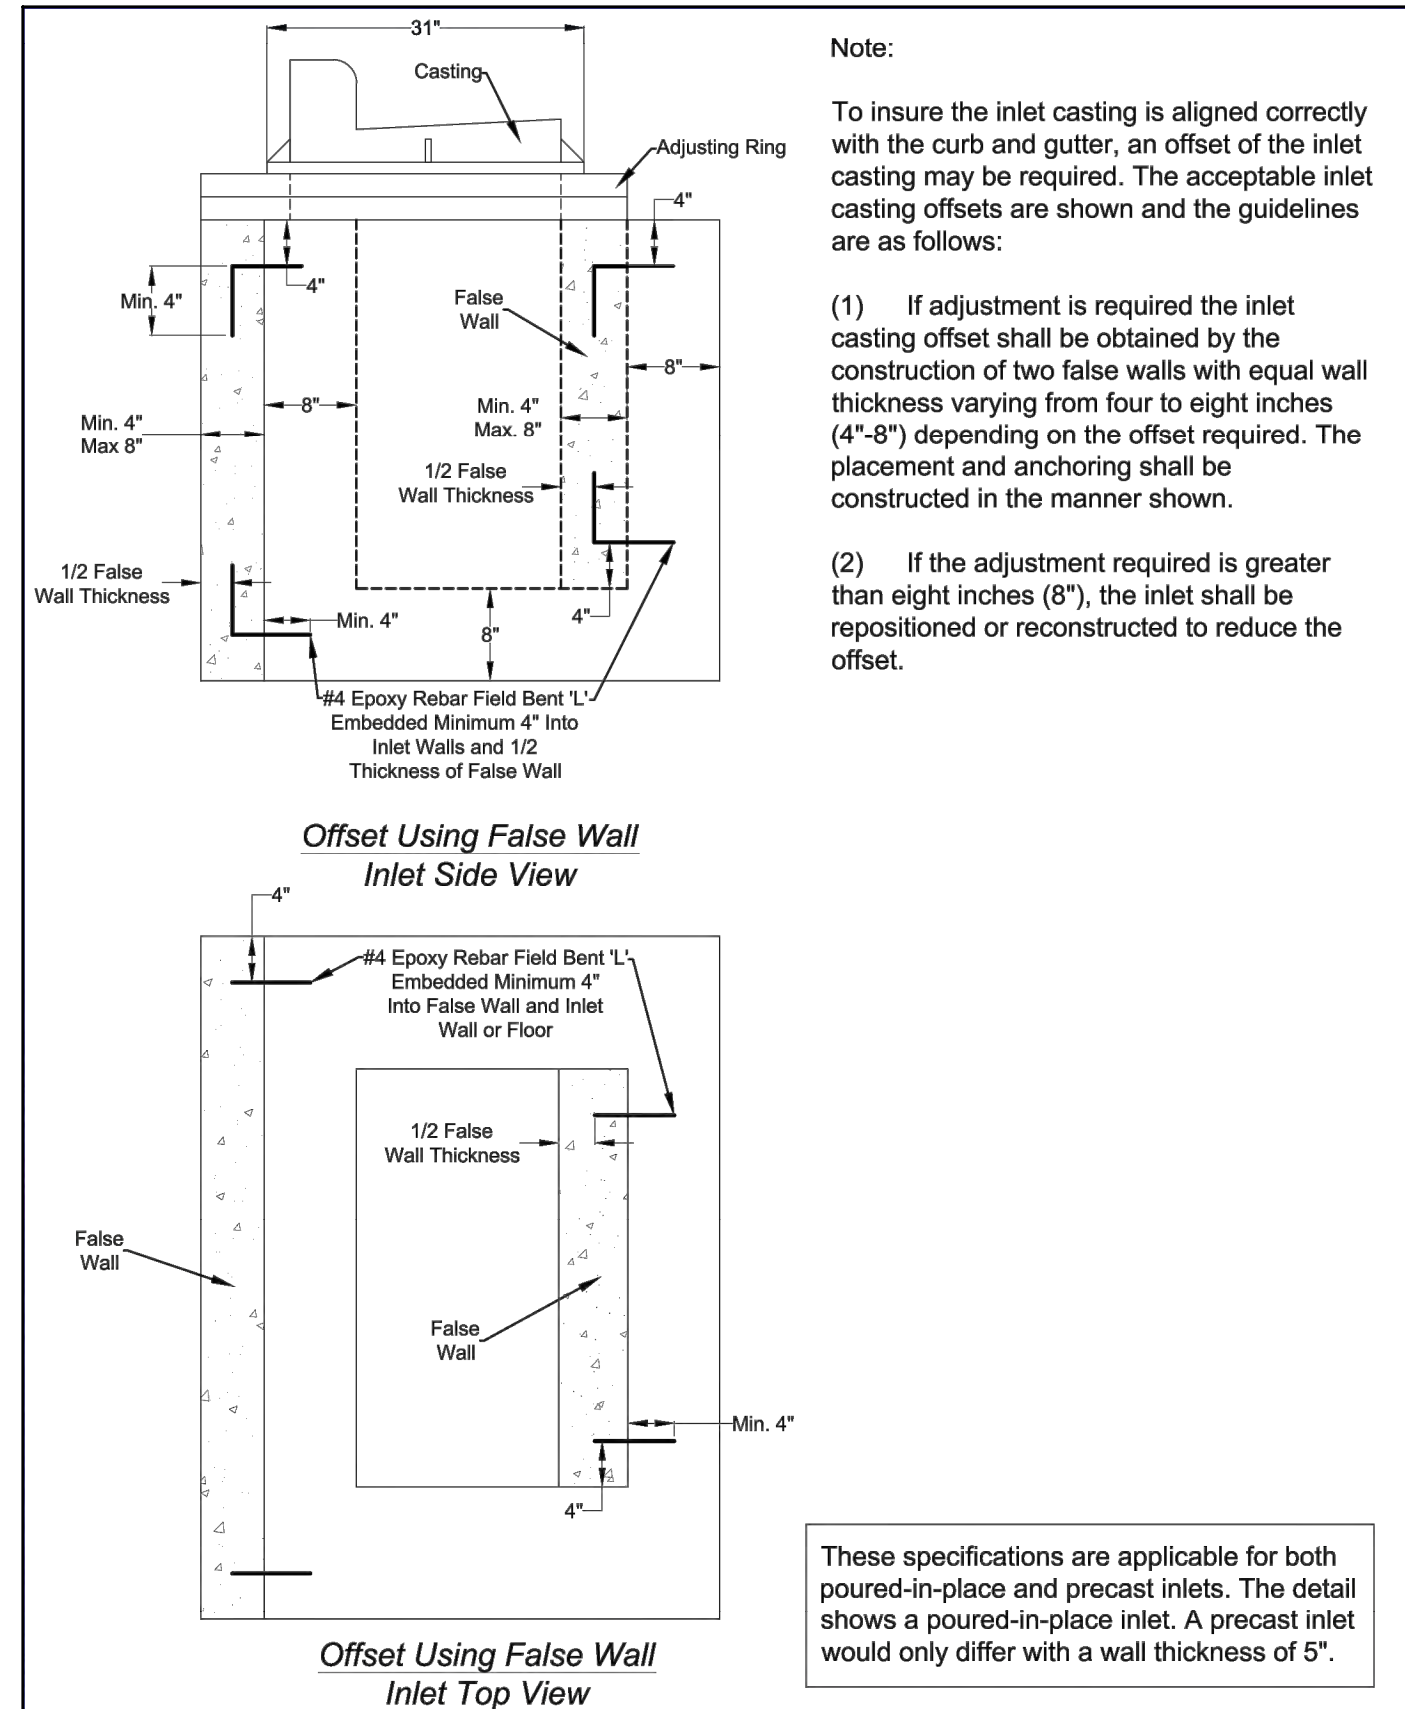 31"
Casting
Adjusting Ring
4"
4"
Min. 4"
False
Wall
8"
8"
Min. 4"
Max 8"
Min. 4"
Max. 8"
1/2 False
Wall Thickness
1/2 False
Wall Thickness
Min. 4"
4"
8"
#4 Epoxy Rebar Field Bent 'L'
Embedded Minimum 4" Into
Inlet Walls and 1/2
Thickness of False Wall
Offset Using False Wall
Inlet Side View
4"
#4 Epoxy Rebar Field Bent 'L'
Embedded Minimum 4"
Into False Wall and Inlet
Wall or Floor
1/2 False
Wall Thickness
False
Wall
False
Wall
Min. 4"
4"
Offset Using False Wall
Inlet Top View
Note:
To insure the inlet casting is aligned correctly
with the curb and gutter, an offset of the inlet
casting may be required. The acceptable inlet
casting offsets are shown and the guidelines
are as follows:
(1) If adjustment is required the inlet
casting offset shall be obtained by the
construction of two false walls with equal wall
thickness varying from four to eight inches
(4"-8") depending on the offset required. The
placement and anchoring shall be
constructed in the manner shown.
(2) If the adjustment required is greater
than eight inches (8"), the inlet shall be
repositioned or reconstructed to reduce the
offset.
These specifications are applicable for both
poured-in-place and precast inlets. The detail
shows a poured-in-place inlet. A precast inlet
would only differ with a wall thickness of 5".